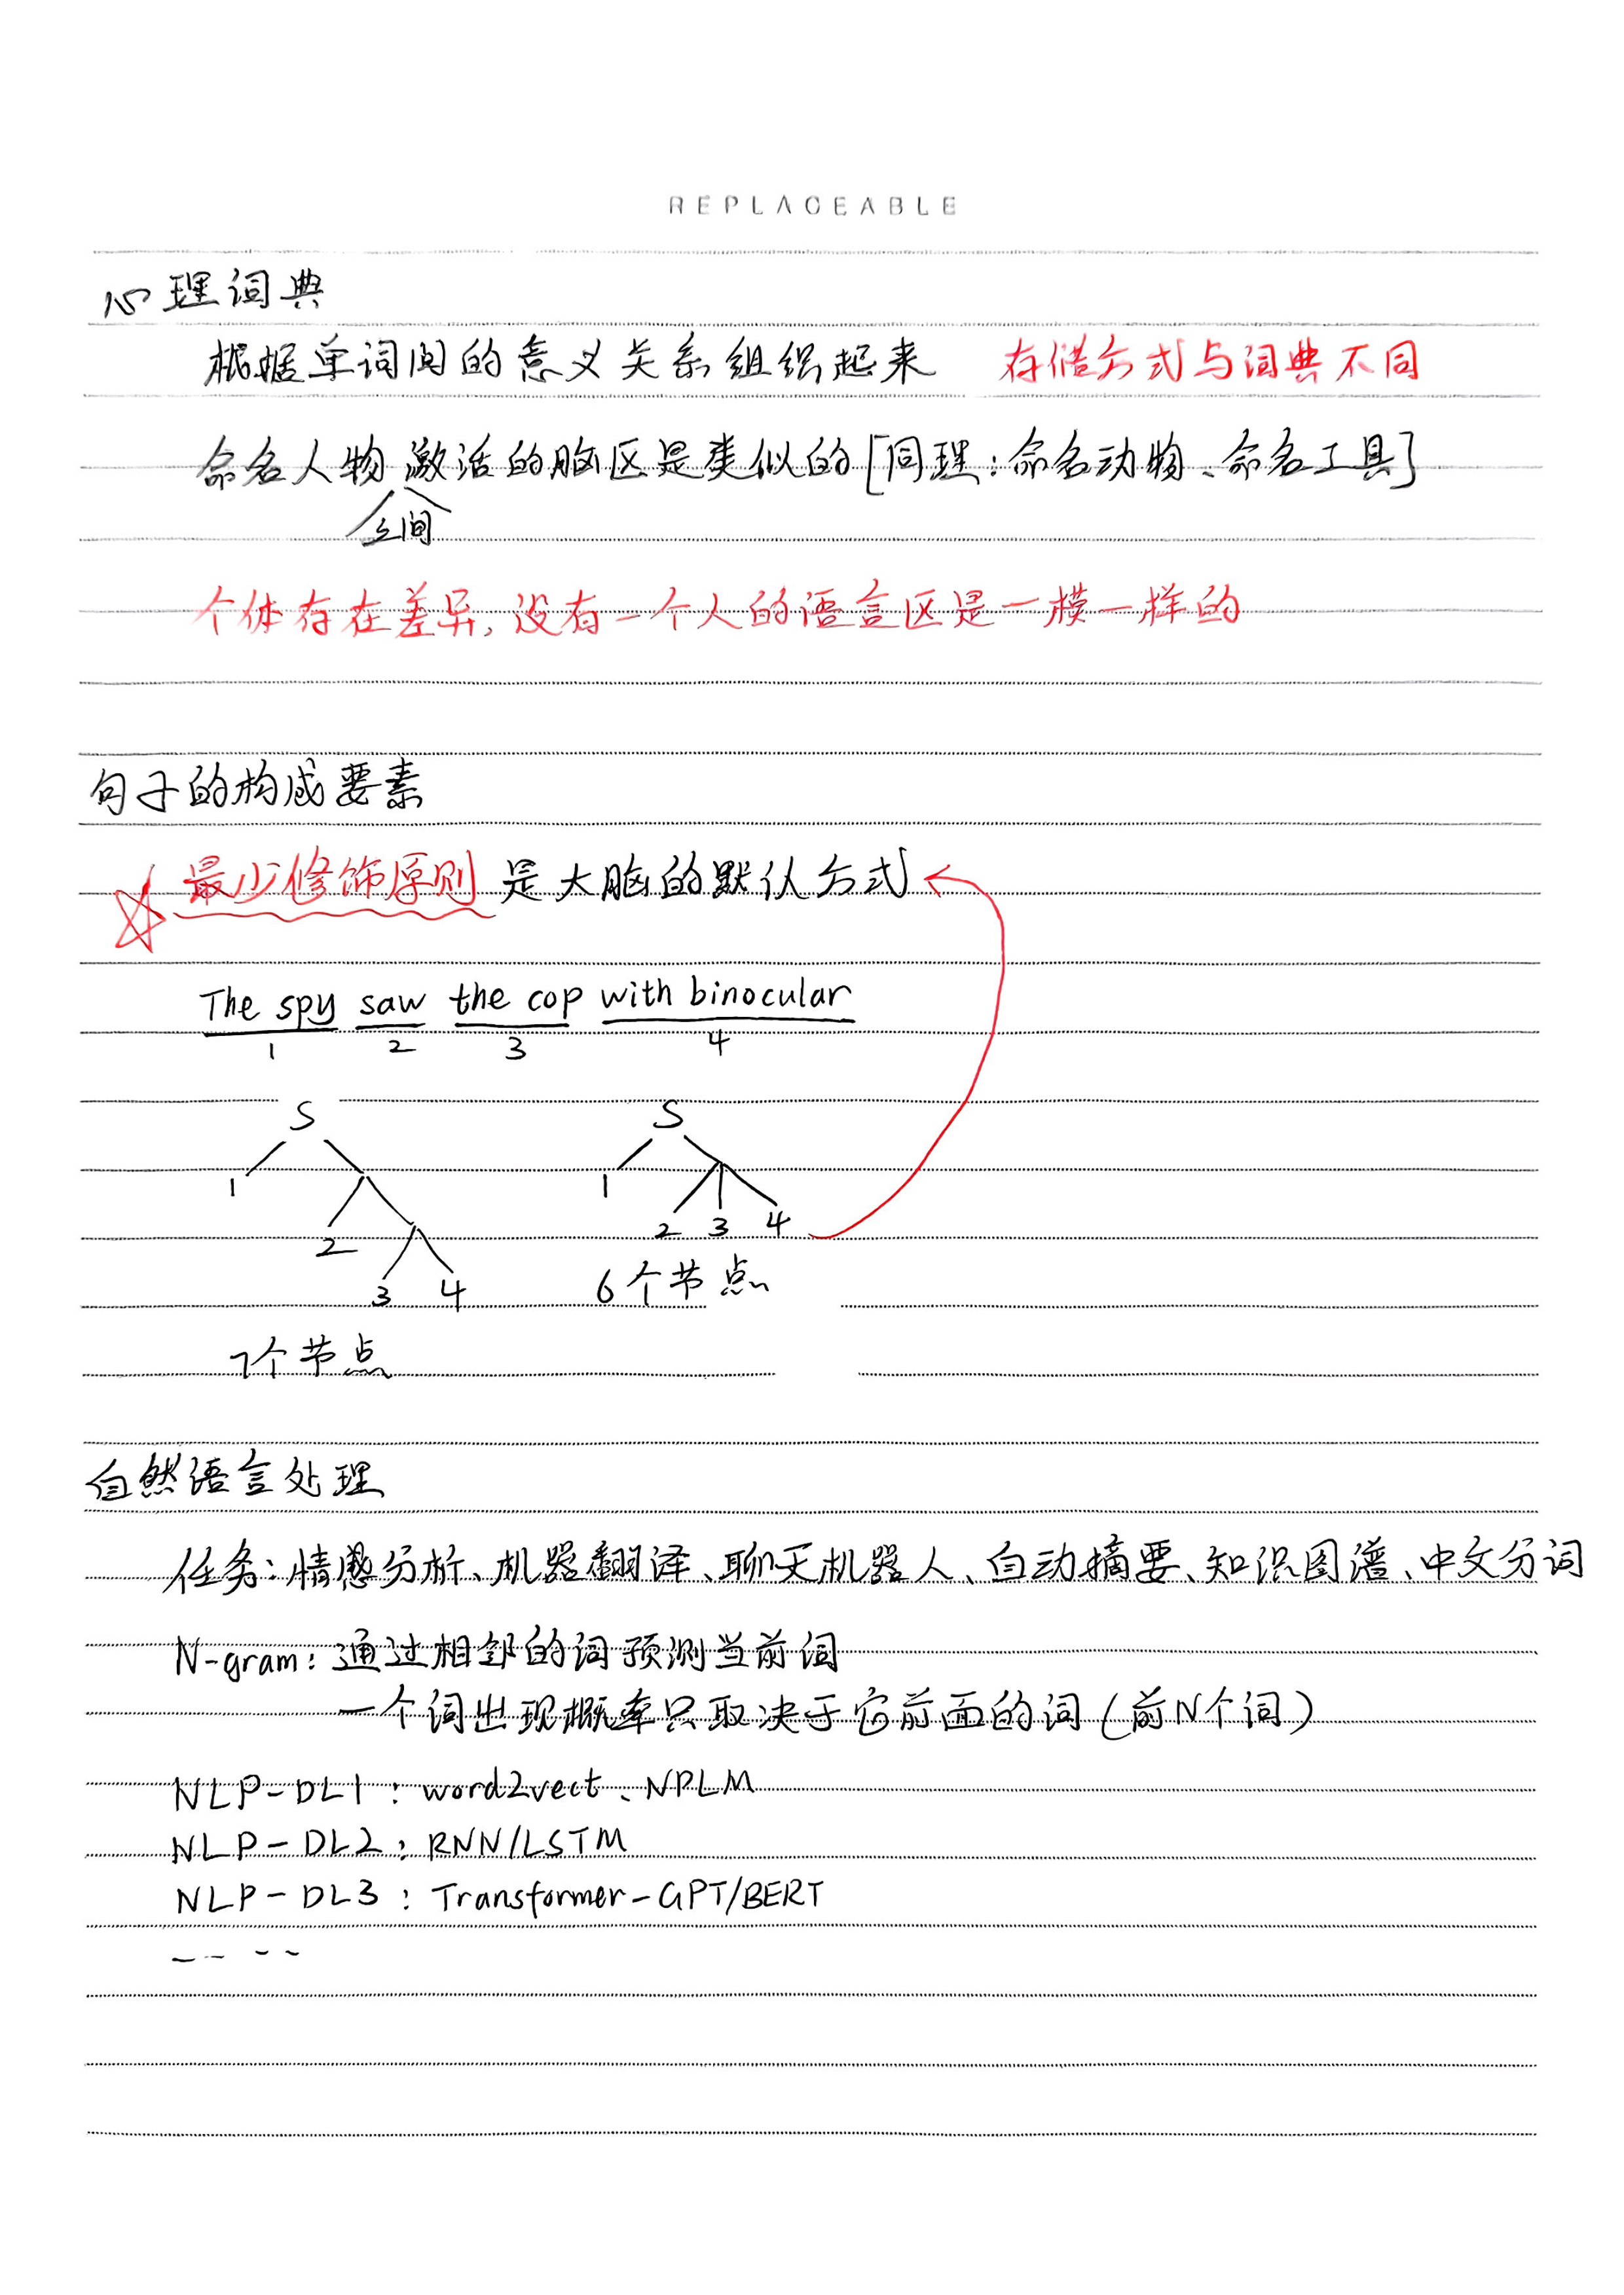 REPLACEABLE
心理词典
根据单词间的意义关系组织起来 存储方式与词典不同
命名人物激活的脑区是类似的[同理:命名动物、命名工具]
之间
个体存在差异,没有一个人的语言区是一模一样的
句子的构成要素
最少修饰原则是大脑的默认方式
The spy saw the cop with binocular
1 2 3 4
S S
1 1
2 2 3 4
3 4 6个节点
7个节点
自然语言处理
任务:情感分析、机器翻译、聊天机器人、自动摘要、知识图谱、中文分词
N-gram:通过相邻的词预测当前词
一个词出现概率只取决于它前面的词(前N个词)
NLP-DL1:word2vect、NPLM
NLP-DL2:RNN/LSTM
NLP-DL3:Transformer-GPT/BERT